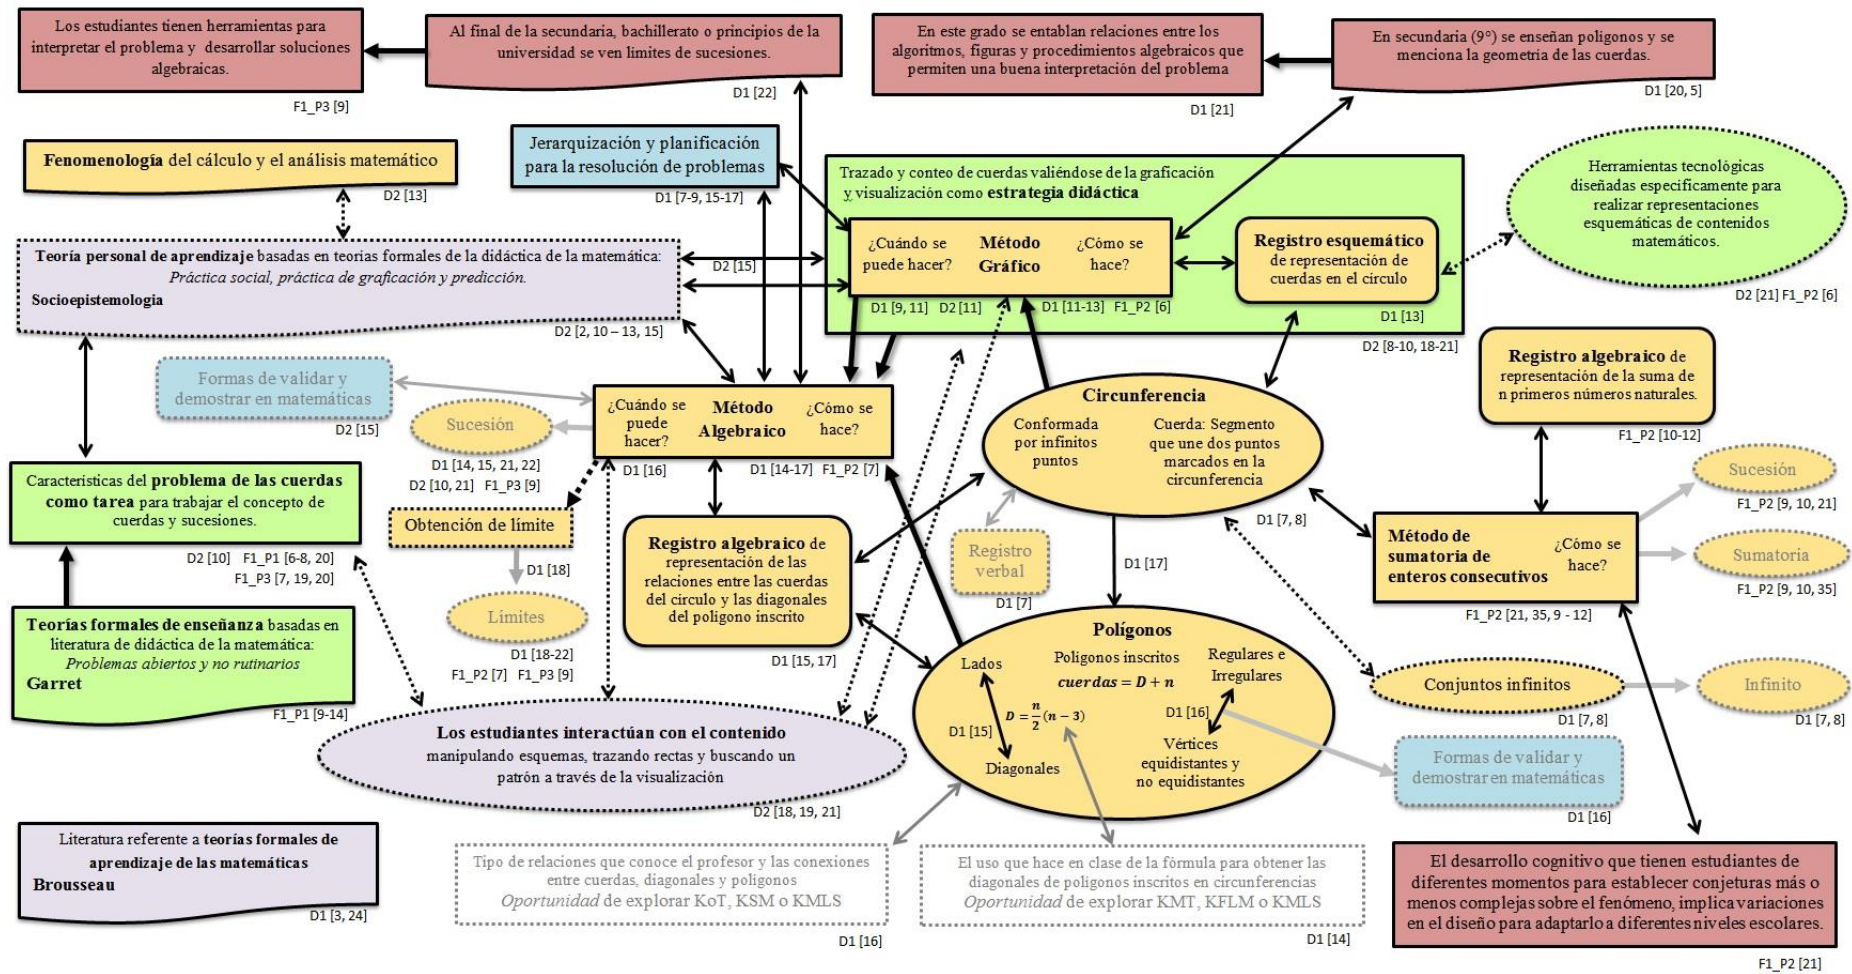 Los estudiantes tienen herramientas para
interpretar el problema y desarrollar soluciones
algebraicas.
F1_P3 [9]
Al final de la secundaria, bachillerato o principios de la
universidad se ven limites de sucesiones.
D1 [22]
En este grado se entablan relaciones entre los
algoritmos, figuras y procedimientos algebraicos que
permiten una buena interpretación del problema
D1 [21]
En secundaria (9°) se enseñan polígonos y se
menciona la geometría de las cuerdas.
D1 [20, 5]
Fenomenología del cálculo y el análisis matemático
D2 [13]
Jerarquización y planificación
para la resolución de problemas
D1 [7-9, 15-17]
Trazado y conteo de cuerdas valiéndose de la graficación
y visualización como estrategia didáctica
¿Cuándo se
puede hacer?
Método
Gráfico
¿Cómo se
hace?
D1 [9, 11] D2 [11] D1 [11-13] F1_P2 [6]
Registro esquemático
de representación de
cuerdas en el círculo
D1 [13]
D2 [8-10, 18-21]
Herramientas tecnológicas
diseñadas específicamente para
realizar representaciones
esquemáticas de contenidos
matemáticos.
D2 [21] F1_P2 [6]
Teoría personal de aprendizaje basadas en teorías formales de la didáctica de la matemática:
Práctica social, práctica de graficación y predicción.
Socioepistemología
D2 [2, 10 – 13, 15]
D2 [15]
Formas de validar y
demostrar en matemáticas
D2 [15]
Sucesión
D1 [14, 15, 21, 22]
D2 [10, 21] F1_P3 [9]
¿Cuándo se
puede
hacer?
Método
Algebraico
¿Cómo se
hace?
D1 [16]
D1 [14-17] F1_P2 [7]
Circunferencia
Conformada
por infinitos
puntos
Cuerda: Segmento
que une dos puntos
marcados en la
circunferencia
D1 [7, 8]
Registro algebraico de
representación de la suma de
n primeros números naturales.
F1_P2 [10-12]
Características del problema de las cuerdas
como tarea para trabajar el concepto de
cuerdas y sucesiones.
D2 [10] F1_P1 [6-8, 20]
F1_P3 [7, 19, 20]
Obtención de límite
D1 [18]
Límites
D1 [18-22]
F1_P2 [7] F1_P3 [9]
Registro algebraico de
representación de las
relaciones entre las cuerdas
del círculo y las diagonales
del polígono inscrito
D1 [15, 17]
Registro
verbal
D1 [7]
D1 [17]
Método de
sumatoria de
enteros consecutivos
¿Cómo se
hace?
F1_P2 [21, 35, 9 - 12]
Sucesión
F1_P2 [9, 10, 21]
Sumatoria
F1_P2 [9, 10, 35]
Teorías formales de enseñanza basadas en
literatura de didáctica de la matemática:
Problemas abiertos y no rutinarios
Garret
F1_P1 [9-14]
Polígonos
Lados
Polígonos inscritos
cuerdas = D + n
D = n/2 (n − 3)
Regulares e
Irregulares
D1 [15]
D1 [16]
Diagonales
Vértices
equidistantes y
no equidistantes
Conjuntos infinitos
D1 [7, 8]
Infinito
D1 [7, 8]
Los estudiantes interactúan con el contenido
manipulando esquemas, trazando rectas y buscando un
patrón a través de la visualización
D2 [18, 19, 21]
Formas de validar y
demostrar en matemáticas
D1 [16]
Literatura referente a teorías formales de
aprendizaje de las matemáticas
Brousseau
D1 [3, 24]
Tipo de relaciones que conoce el profesor y las conexiones
entre cuerdas, diagonales y polígonos
Oportunidad de explorar KoT, KSM o KMLS
D1 [16]
El uso que hace en clase de la fórmula para obtener las
diagonales de polígonos inscritos en circunferencias
Oportunidad de explorar KMT, KFLM o KMLS
D1 [14]
El desarrollo cognitivo que tienen estudiantes de
diferentes momentos para establecer conjeturas más o
menos complejas sobre el fenómeno, implica variaciones
en el diseño para adaptarlo a diferentes niveles escolares.
F1_P2 [21]